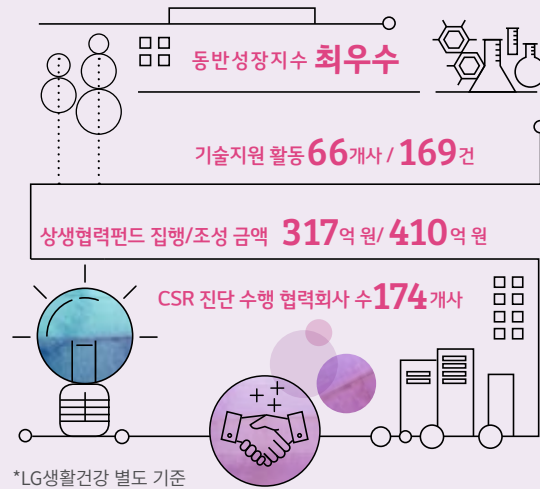 동반성장지수 최우수
기술지원 활동 66개사 / 169건
상생협력펀드 집행/조성 금액 317억 원/ 410억 원
CSR 진단 수행 협력회사 수 174개사
*LG생활건강 별도 기준